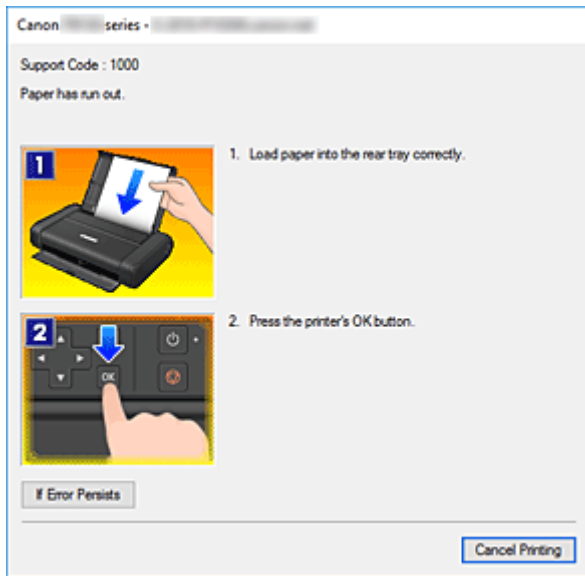 Canon series -
Support Code : 1000
Paper has run out.
1
1. Load paper into the rear tray correctly.
2
2. Press the printer's OK button.
OK
If Error Persists
Cancel Printing